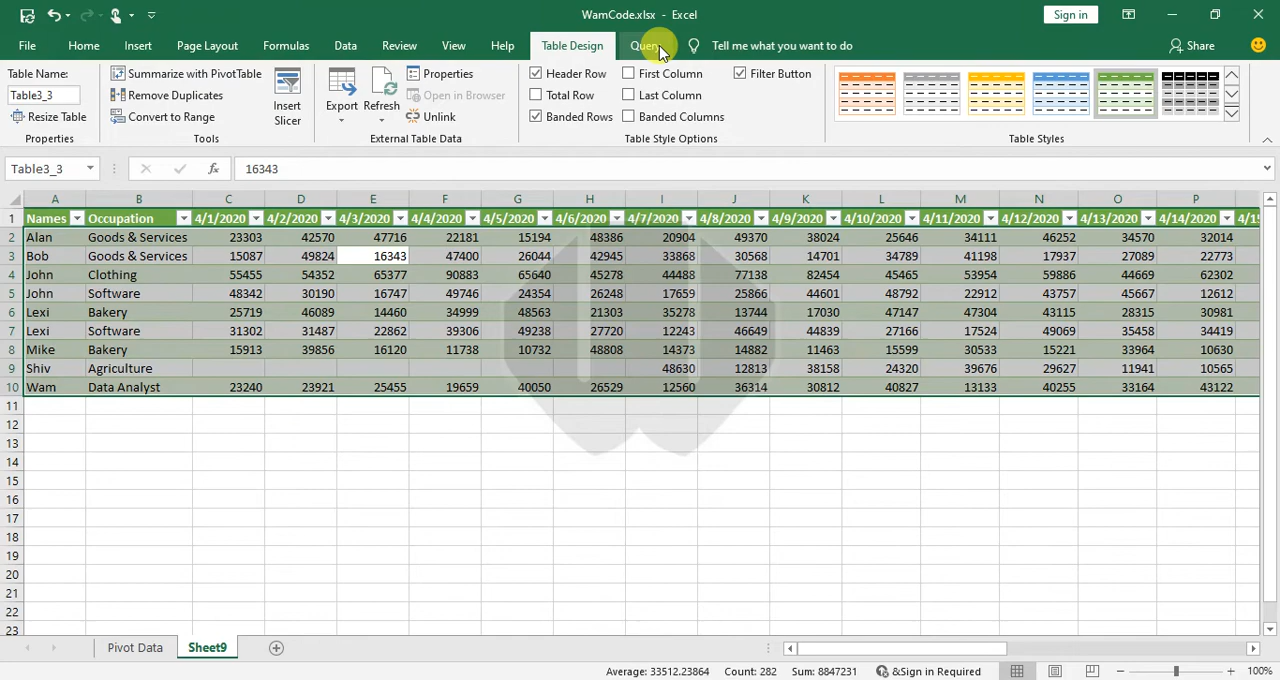 WamCode.xlsx - Excel
Sign in
File Home Insert Page Layout Formulas Data Review View Help Table Design Query Tell me what you want to do Share
Table Name: Summarize with PivotTable Properties Header Row First Column Filter Button
Table3_3 Remove Duplicates Insert Slicer Export Refresh Open in Browser Total Row Last Column
Resize Table Convert to Range Unlink Banded Rows Banded Columns
Properties Tools External Table Data Table Style Options Table Styles
Table3_3 fx 16343
A B C D E F G H I J K L M N O P
1 Names Occupation 4/1/2020 4/2/2020 4/3/2020 4/4/2020 4/5/2020 4/6/2020 4/7/2020 4/8/2020 4/9/2020 4/10/2020 4/11/2020 4/12/2020 4/13/2020 4/14/2020 4/15
2 Alan Goods & Services 23303 42570 47716 22181 15194 48386 20904 49370 38024 25646 34111 46252 34570 32014
3 Bob Goods & Services 15087 49824 16343 47400 26044 42945 33868 30568 14701 34789 41198 17937 27089 22773
4 John Clothing 55455 54352 65377 90883 65640 45258 44488 77138 82454 45465 53954 59886 44669 62302
5 John Software 48342 30190 16747 49746 24354 26248 17659 25866 44601 48792 22912 43757 45667 12612
6 Lexi Bakery 25719 46089 14460 34999 48563 21303 35278 13744 17030 47147 47304 43115 28315 30981
7 Lexi Software 31302 31487 22862 39306 49238 27720 12243 46649 44839 27166 17524 49069 35458 34419
8 Mike Bakery 15913 39856 16120 11738 10732 48808 14373 14882 11463 15599 30533 15221 33964 10630
9 Shiv Agriculture 48630 12813 38158 24320 39676 29627 11941 10565
10 Wam Data Analyst 23240 23921 25455 19659 40050 26529 12560 36314 30812 40827 13133 40255 33164 43122
11
12
13
14
15
16
17
18
19
20
21
22
23
Pivot Data Sheet9
Average: 33512.23864 Count: 282 Sum: 8847231 &Sign in Required 100%